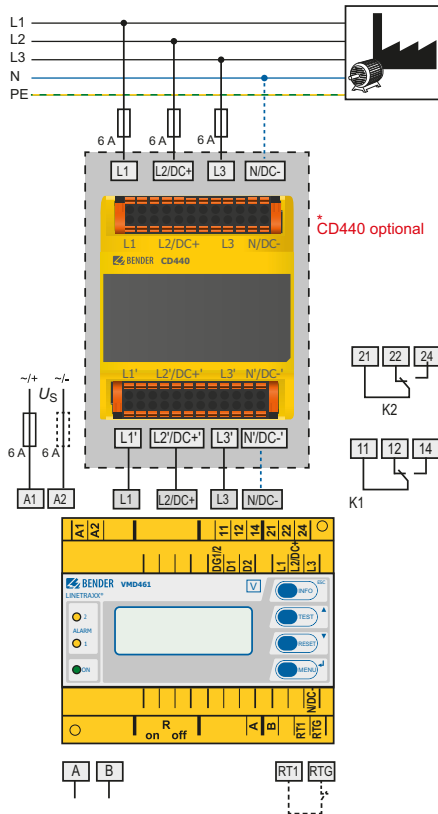 L1
L2
L3
N
PE
6 A 6 A 6 A
L1 L2/DC+ L3 N/DC-
L1 L2/DC+ L3 N/DC-
BENDER CD440
*
CD440 optional
L1' L2'/DC+' L3' N'/DC-'
L1' L2'/DC+' L3' N'/DC-'
~/+ ~/-
US
6 A 6 A
A1 A2 L1 L2/DC+ L3 N/DC-
21 22 24
K2
11 12 14
K1
A1 A2 11 12 14 21 22 24
DG1/2 D1 D2 L1 L2/DC+ L3
BENDER VMD461 V
LINETRAXX®
2
ALARM
1
ON
INFO ESC
TEST
RESET
MENU
N/DC-
R
on off
A B RT1 RTG
A B RT1 RTG